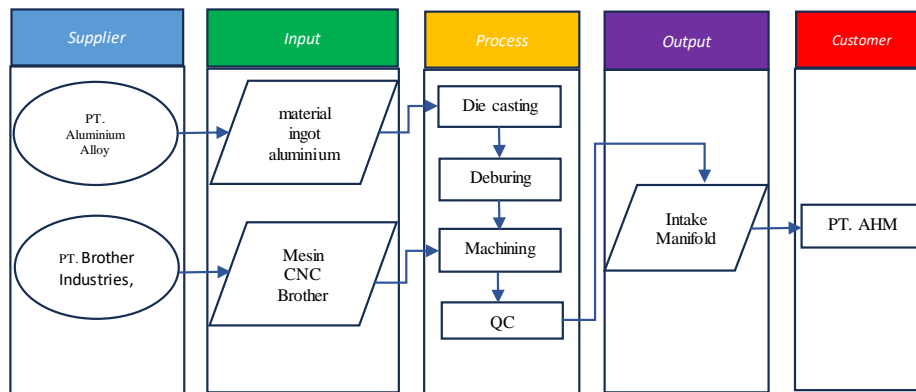 Supplier
Input
Process
Output
Customer
PT.
Aluminium
Alloy
PT. Brother
Industries,
material
ingot
aluminium
Mesin
CNC
Brother
Die casting
Deburing
Machining
QC
Intake
Manifold
PT. AHM